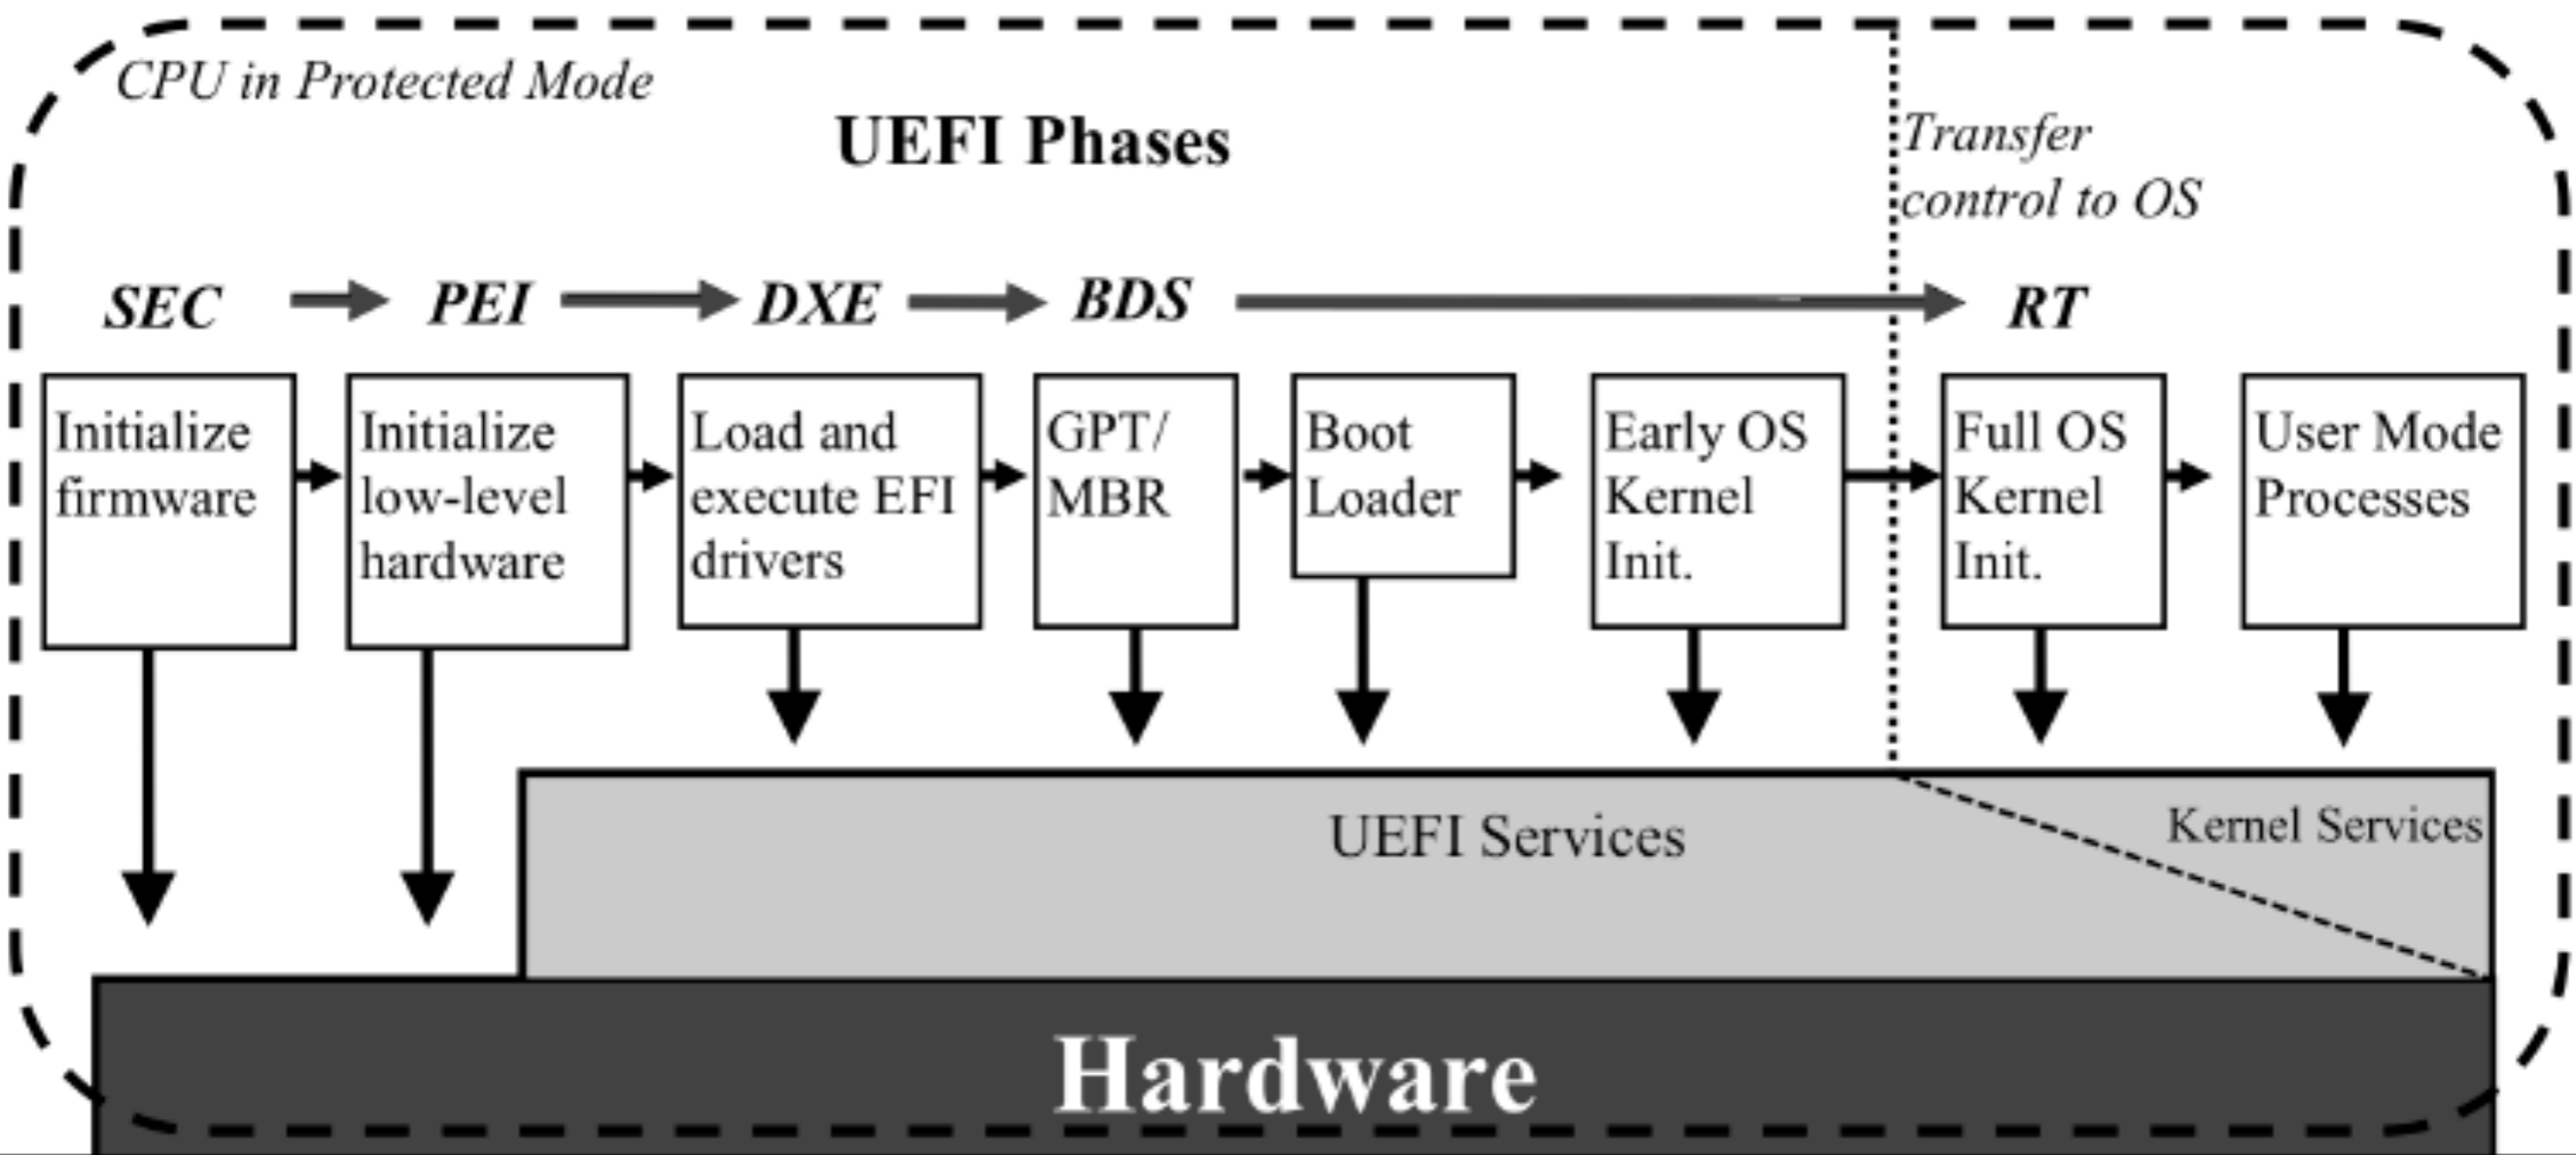 CPU in Protected Mode
UEFI Phases
Transfer
control to OS
SEC
PEI
DXE
BDS
RT
Initialize
firmware
Initialize
low-level
hardware
Load and
execute EFI
drivers
GPT/
MBR
Boot
Loader
Early OS
Kernel
Init.
Full OS
Kernel
Init.
User Mode
Processes
UEFI Services
Kernel Services
Hardware